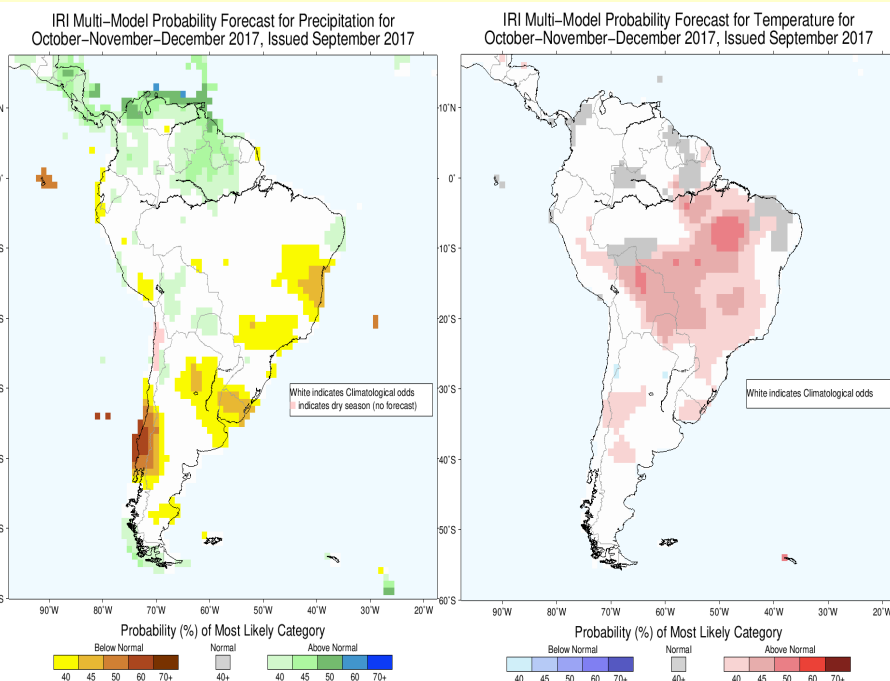 IRI Multi-Model Probability Forecast for Precipitation for
October-November-December 2017, Issued September 2017
N
0°
10°S
20°S
30°S
40°S
S
S
White indicates Climatological odds
indicates dry season (no forecast)
90°W 80°W 70°W 60°W 50°W 40°W 30°W 20°W
Probability (%) of Most Likely Category
Below Normal Normal Above Normal
40 45 50 60 70+ 40+ 40 45 50 60 70+
IRI Multi-Model Probability Forecast for Temperature for
October-November-December 2017, Issued September 2017
10°N
0°
10°S
20°S
30°S
40°S
50°S
60°S
White indicates Climatological odds
90°W 80°W 70°W 60°W 50°W 40°W 30°W 20°W
Probability (%) of Most Likely Category
Below Normal Normal Above Normal
40 45 50 60 70+ 40+ 40 45 50 60 70+